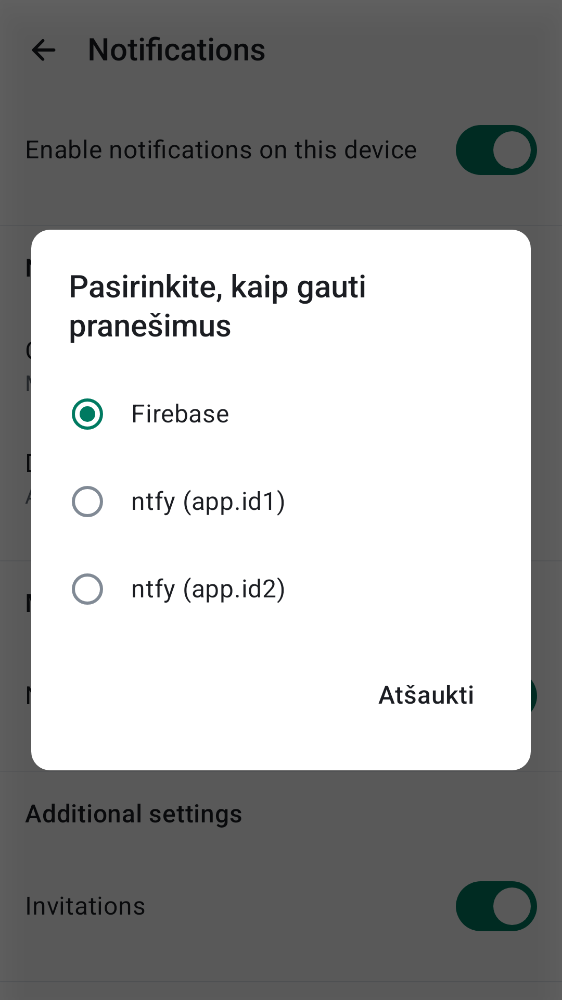 Notifications
Enable notifications on this device
Pasirinkite, kaip gauti
pranešimus
Firebase
ntfy (app.id1)
ntfy (app.id2)
Atšaukti
Additional settings
Invitations